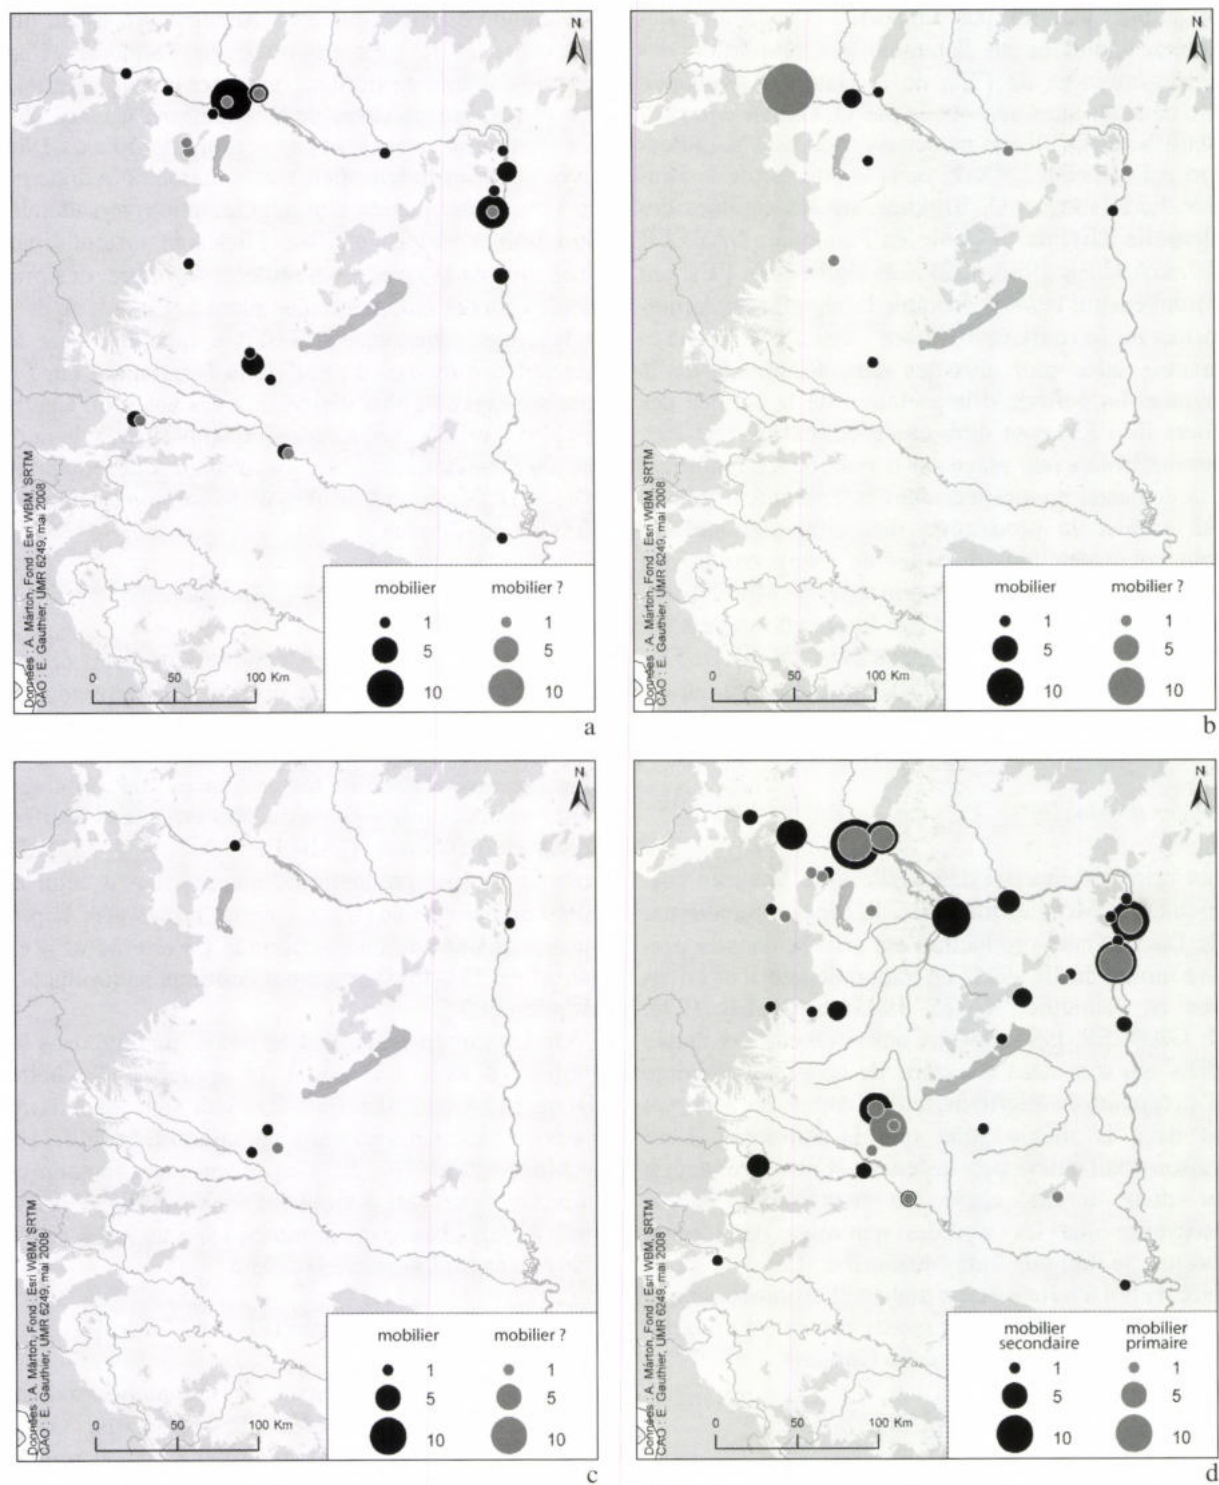 N
mobilier
mobilier ?
1
1
5
5
10
10
0
50
100 Km
Données : A. Márton, Fond : Esri WBM, SRTM
CAO : E. Gauthier, UMR 6249, mai 2008
a
N
mobilier
mobilier ?
1
1
5
5
10
10
0
50
100 Km
Données : A. Márton, Fond : Esri WBM, SRTM
CAO : E. Gauthier, UMR 6249, mai 2008
b
N
mobilier
mobilier ?
1
1
5
5
10
10
0
50
100 Km
Données : A. Márton, Fond : Esri WBM, SRTM
CAO : E. Gauthier, UMR 6249, mai 2008
c
N
mobilier
secondaire
mobilier
primaire
1
1
5
5
10
10
0
50
100 Km
Données : A. Márton, Fond : Esri WBM, SRTM
CAO : E. Gauthier, UMR 6249, mai 2008
d